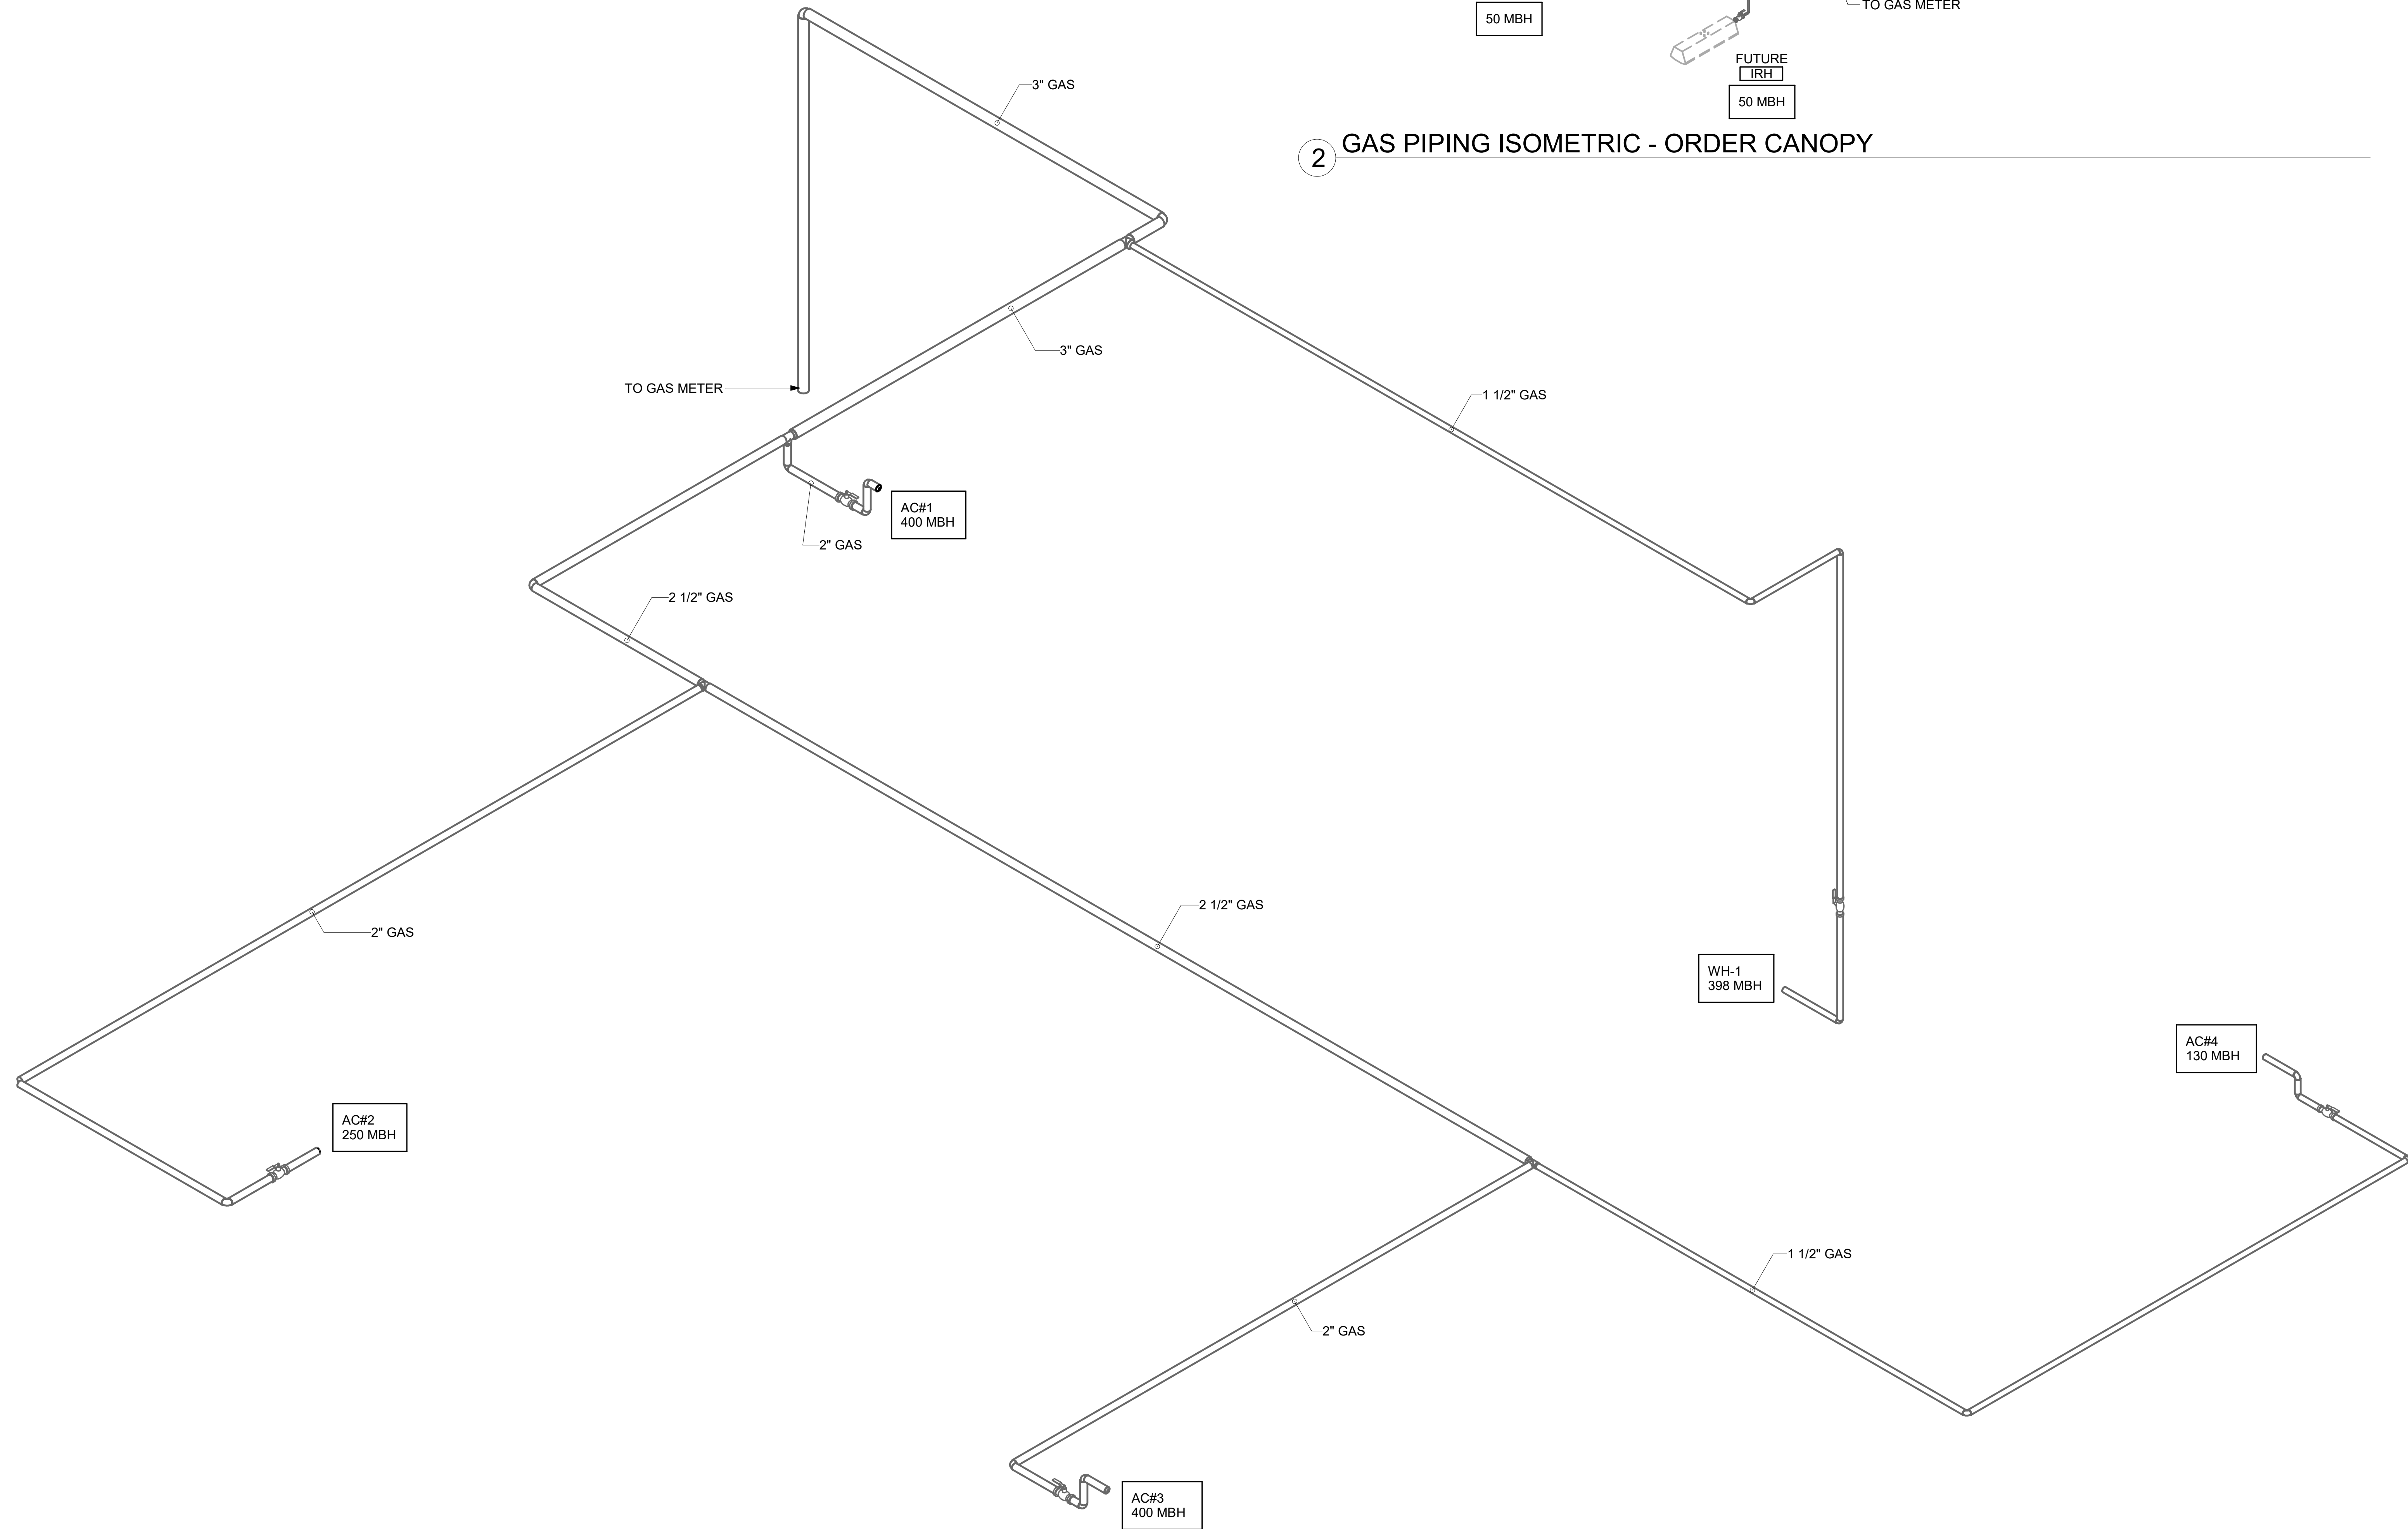 50 MBH
TO GAS METER
FUTURE
IRH
50 MBH
2
GAS PIPING ISOMETRIC - ORDER CANOPY
3" GAS
3" GAS
TO GAS METER
1 1/2" GAS
AC#1
400 MBH
2" GAS
2 1/2" GAS
2 1/2" GAS
2" GAS
WH-1
398 MBH
AC#4
130 MBH
AC#2
250 MBH
1 1/2" GAS
2" GAS
AC#3
400 MBH